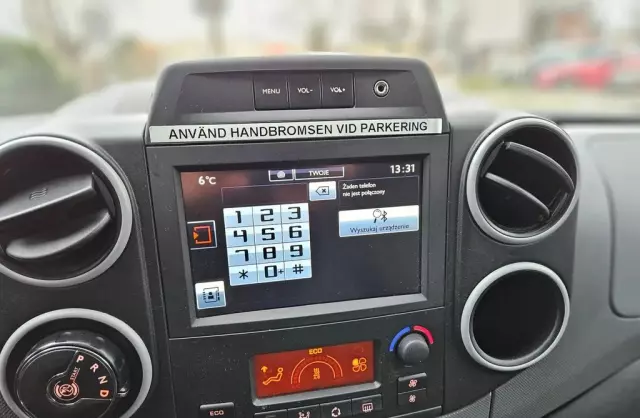 MENU VOL- VOL+
ANVÄND HANDBROMSEN VID PARKERING
6°C TWOJE 13:31
Żaden telefon
nie jest połączony
1 2 3
4 5 6
7 8 9
* 0+ #
Wyszukaj urządzenie
P
R
N
D
START
ECO
ECO